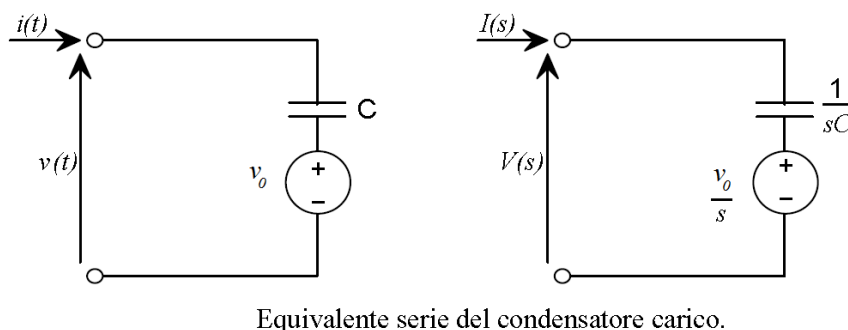 i(t)
I(s)
C
1
sC
v(t)
v₀
+
−
V(s)
v₀
s
+
−
Equivalente serie del condensatore carico.